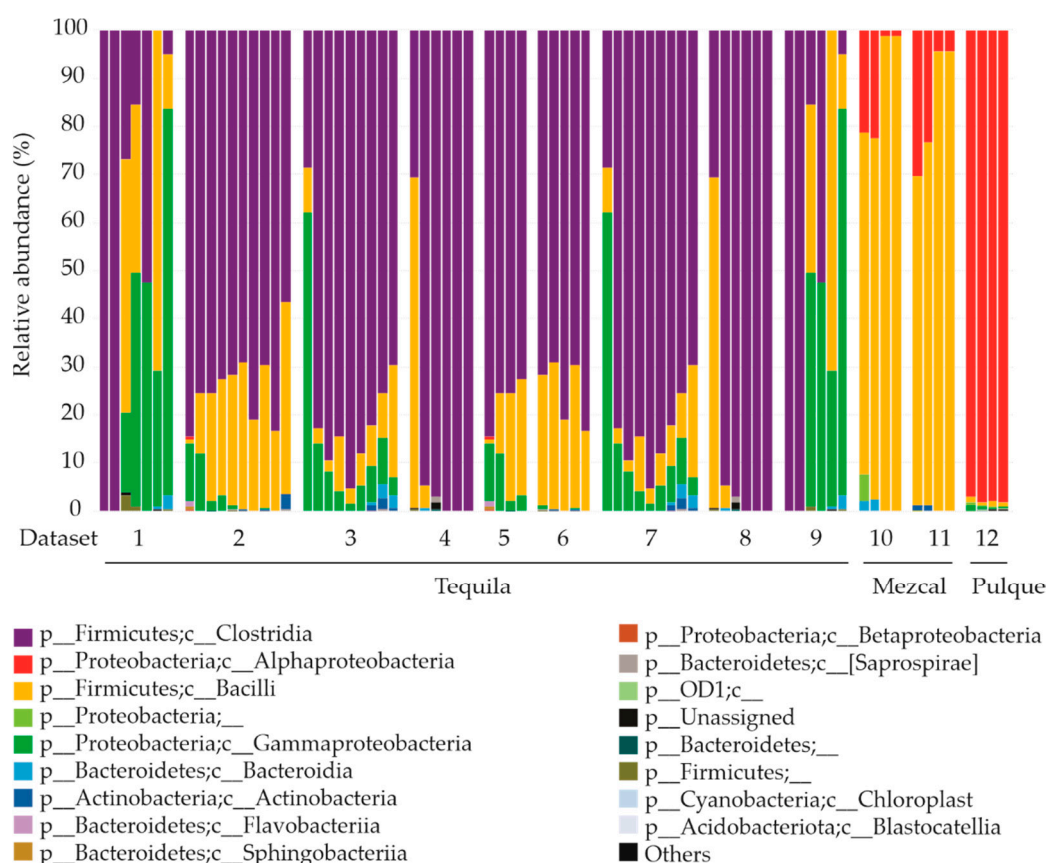 100
90
80
70
60
50
40
30
20
10
0
Relative abundance (%)
Dataset 1 2 3 4 5 6 7 8 9 10 11 12
Tequila Mezcal Pulque
p__Firmicutes;c__Clostridia
p__Proteobacteria;c__Alphaproteobacteria
p__Firmicutes;c__Bacilli
p__Proteobacteria;__
p__Proteobacteria;c__Gammaproteobacteria
p__Bacteroidetes;c__Bacteroidia
p__Actinobacteria;c__Actinobacteria
p__Bacteroidetes;c__Flavobacteriia
p__Bacteroidetes;c__Sphingobacteriia
p__Proteobacteria;c__Betaproteobacteria
p__Bacteroidetes;c__[Saprospirae]
p__OD1;c__
p__Unassigned
p__Bacteroidetes;__
p__Firmicutes;__
p__Cyanobacteria;c__Chloroplast
p__Acidobacteriota;c__Blastocatellia
Others